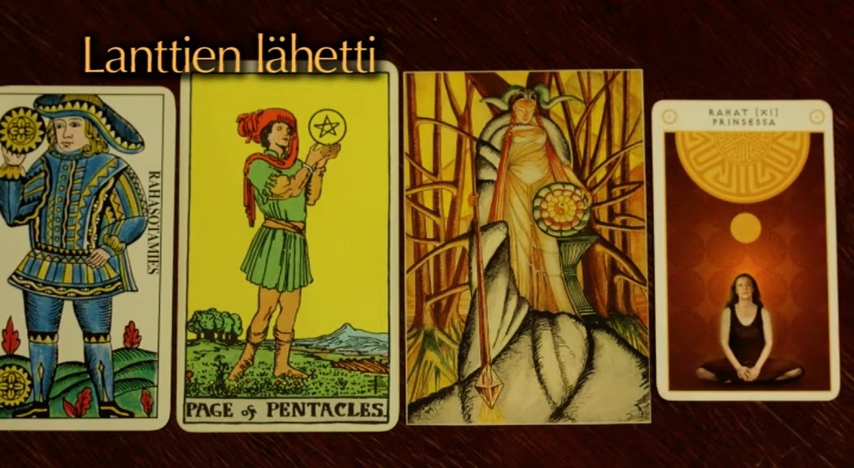 Lanttien lähetti
RAHASOTAMIES
PAGE of PENTACLES.
RAHAT [XI]
PRINSESSA